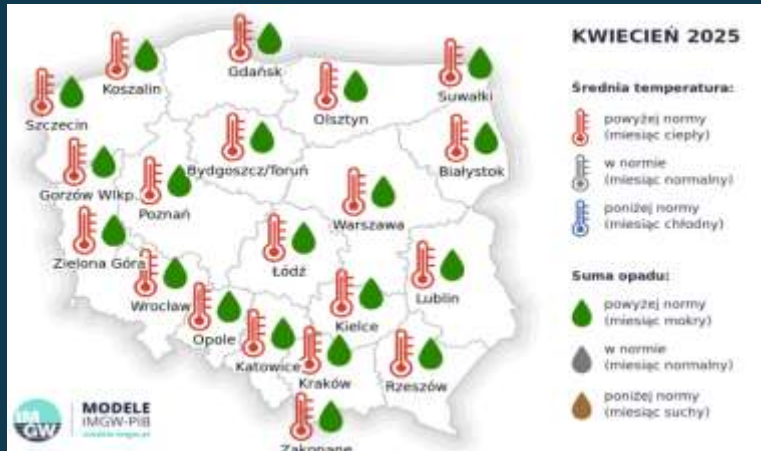 KWIECIEŃ 2025
Średnia temperatura:
powyżej normy
(miesiąc ciepły)
w normie
(miesiąc normalny)
poniżej normy
(miesiąc chłodny)
Suma opadu:
powyżej normy
(miesiąc mokry)
w normie
(miesiąc normalny)
poniżej normy
(miesiąc suchy)
Gdańsk
Koszalin
Suwałki
Olsztyn
Szczecin
Bydgoszcz/Toruń
Białystok
Gorzów Wlkp.
Poznań
Warszawa
Zielona Góra
Łódź
Lublin
Wrocław
Kielce
Opole
Katowice
Kraków
Rzeszów
Zakopane
IM
GW
MODELE
IMGW-PIB